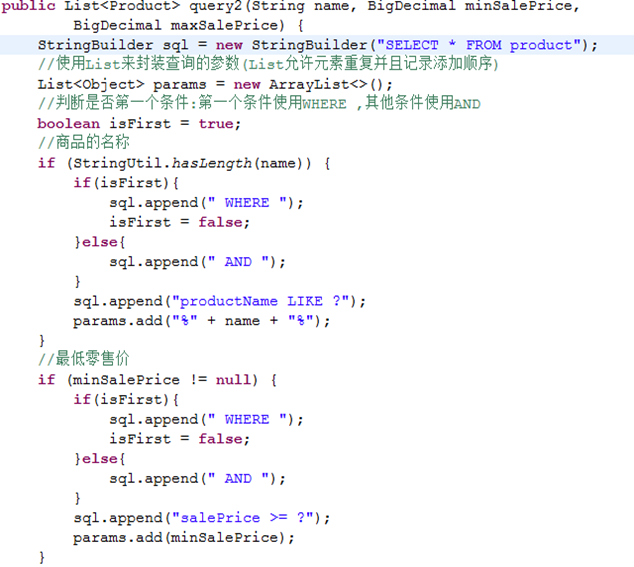 public List<Product> query2(String name, BigDecimal minSalePrice,
        BigDecimal maxSalePrice) {
    StringBuilder sql = new StringBuilder("SELECT * FROM product");
    //使用List来封装查询的参数(List允许元素重复并且记录添加顺序)
    List<Object> params = new ArrayList<>();
    //判断是否第一个条件:第一个条件使用WHERE ,其他条件使用AND
    boolean isFirst = true;
    //商品的名称
    if (StringUtil.hasLength(name)) {
        if(isFirst){
            sql.append(" WHERE ");
            isFirst = false;
        }else{
            sql.append(" AND ");
        }
        sql.append("productName LIKE ?");
        params.add("%" + name + "%");
    }
    //最低零售价
    if (minSalePrice != null) {
        if(isFirst){
            sql.append(" WHERE ");
            isFirst = false;
        }else{
            sql.append(" AND ");
        }
        sql.append("salePrice >= ?");
        params.add(minSalePrice);
    }